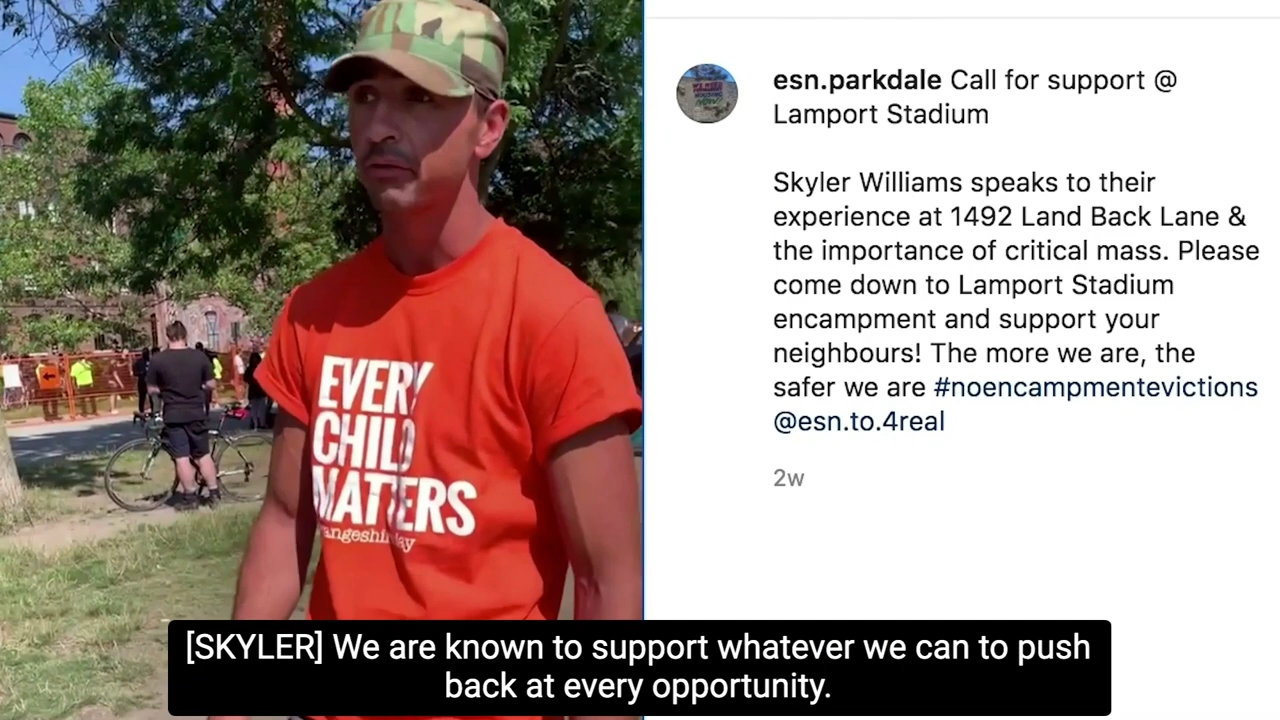 EVERY
CHILD
MATTERS
esn.parkdale Call for support @
Lamport Stadium
Skyler Williams speaks to their
experience at 1492 Land Back Lane &
the importance of critical mass. Please
come down to Lamport Stadium
encampment and support your
neighbours! The more we are, the
safer we are #noencampmentevictions
@esn.to.4real
2w
[SKYLER] We are known to support whatever we can to push
back at every opportunity.